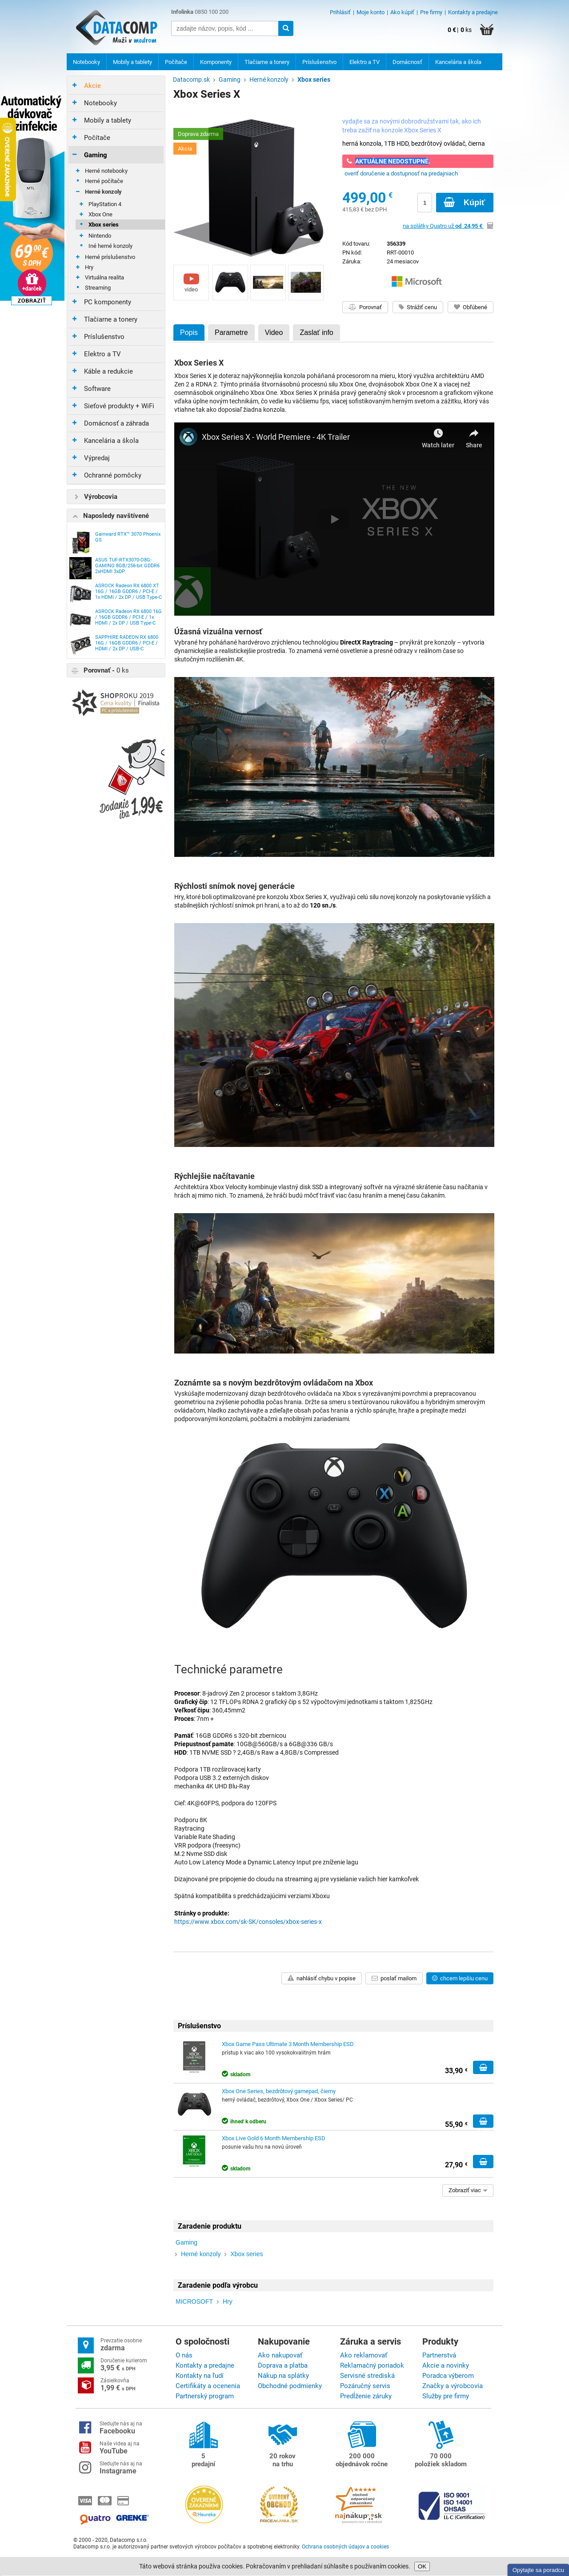 DATACOMP
Muži v modrom
Infolinka 0850 100 200
zadajte názov, popis, kód ...
Prihlásiť | Moje konto | Ako kúpiť | Pre firmy | Kontakty a predajne
0 € | 0 ks
Notebooky
Mobily a tablety
Počítače
Komponenty
Tlačiarne a tonery
Príslušenstvo
Elektro a TV
Domácnosť
Kancelária a škola
Automatický
dávkovač
69 00 €
S DPH
+darček
ZOBRAZIŤ
OVERENÉ ZÁKAZNÍKMI
Akcie
Notebooky
Mobily a tablety
Počítače
Gaming
Herné notebooky
Herné počítače
Herné konzoly
PlayStation 4
Xbox One
Xbox series
Nintendo
Iné herné konzoly
Herné príslušenstvo
Hry
Virtuálna realita
Streaming
PC komponenty
Tlačiarne a tonery
Príslušenstvo
Elektro a TV
Káble a redukcie
Software
Sieťové produkty + WiFi
Domácnosť a záhrada
Kancelária a škola
Výpredaj
Ochranné pomôcky
Výrobcovia
Naposledy navštívené
Gainward RTX™ 3070 Phoenix
GS
ASUS TUF-RTX3070-O8G-
GAMING 8GB/256-bit GDDR6
2xHDMI 3xDP
ASROCK Radeon RX 6800 XT
16G / 16GB GDDR6 / PCI-E /
1x HDMI / 2x DP / USB Type-C
ASROCK Radeon RX 6800 16G
/ 16GB GDDR6 / PCI-E / 1x
HDMI / 2x DP / USB Type-C
SAPPHIRE RADEON RX 6800
16G / 16GB GDDR6 / PCI-E /
HDMI / 2x DP / USB-C
Porovnať - 0 ks
SHOPROKU 2019
Cena kvality | Finalista
PC a príslušenstvo
Dodanie
iba 1,99€
Datacomp.sk › Gaming › Herné konzoly › Xbox series
Xbox Series X
Doprava zdarma
Akcia
video
vydajte sa za novými dobrodružstvami tak, ako ich
treba zažiť na konzole Xbox Series X
herná konzola, 1TB HDD, bezdrôtový ovládač, čierna
AKTUÁLNE NEDOSTUPNÉ,
overiť doručenie a dostupnosť na predajniach
499,00 €
415,83 € bez DPH
1
Kúpiť
na splátky Quatro už od 24,95 €
Kód tovaru: 356339
PN kód: RRT-00010
Záruka: 24 mesiacov
Microsoft
Porovnať
Strážiť cenu
Obľúbené
Popis
Parametre
Video
Zaslať info
Xbox Series X
Xbox Series X je doteraz najvýkonnejšia konzola poháňaná procesorom na mieru, ktorý využíva architektúru AMD
Zen 2 a RDNA 2. Týmto prináša štvornásobnú procesnú silu Xbox One, dvojnásobok Xbox One X a viacej než
osemnásobok originálneho Xbox One. Xbox Series X prináša pravý generačný skok v procesnom a grafickom výkone
vďaka úplne novým technikám, čo vedie ku väčšiemu fps, viacej sofistikovaným herným svetom a zážitku, ktorý vás
vtiahne tak ako doposiaľ žiadna konzola.
Xbox Series X - World Premiere - 4K Trailer
Watch later
Share
THE NEW
XBOX
SERIES X
Úžasná vizuálna vernosť
Vybrané hry poháňané hardvérovo zrýchlenou technológiou DirectX Raytracing – prvýkrát pre konzoly – vytvoria
dynamickejšie a realistickejšie prostredia. To znamená verné osvetlenie a presné odrazy v reálnom čase so
skutočným rozlíšením 4K.
Rýchlosti snímok novej generácie
Hry, ktoré boli optimalizované pre konzolu Xbox Series X, využívajú celú silu novej konzoly na poskytovanie vyšších a
stabilnejších rýchlostí snímok pri hraní, a to až do 120 sn./s.
Rýchlejšie načítavanie
Architektúra Xbox Velocity kombinuje vlastný disk SSD a integrovaný softvér na výrazné skrátenie času načítania v
hrách aj mimo nich. To znamená, že hráči budú môcť tráviť viac času hraním a menej času čakaním.
Zoznámte sa s novým bezdrôtovým ovládačom na Xbox
Vyskúšajte modernizovaný dizajn bezdrôtového ovládača na Xbox s vyrezávanými povrchmi a prepracovanou
geometriou na zvýšenie pohodlia počas hrania. Držte sa smeru s textúrovanou rukoväťou a hybridným smerovým
ovládačom, hladko zachytávajte a zdieľajte obsah počas hrania a rýchlo spárujte, hrajte a prepínajte medzi
podporovanými konzolami, počítačmi a mobilnými zariadeniami.
Y
X
B
A
Technické parametre
Procesor: 8-jadrový Zen 2 procesor s taktom 3,8GHz
Grafický čip: 12 TFLOPs RDNA 2 grafický čip s 52 výpočtovými jednotkami s taktom 1,825GHz
Veľkosť čipu: 360,45mm2
Proces: 7nm +
Pamäť: 16GB GDDR6 s 320-bit zbernicou
Priepustnosť pamäte: 10GB@560GB/s a 6GB@336 GB/s
HDD: 1TB NVME SSD ? 2,4GB/s Raw a 4,8GB/s Compressed
Podpora 1TB rozširovacej karty
Podpora USB 3.2 externých diskov
mechanika 4K UHD Blu-Ray
Cieľ: 4K@60FPS, podpora do 120FPS
Podporu 8K
Raytracing
Variable Rate Shading
VRR podpora (freesync)
M.2 Nvme SSD disk
Auto Low Latency Mode a Dynamic Latency Input pre zníženie lagu
Dizajnované pre pripojenie do cloudu na streaming aj pre vysielanie vašich hier kamkoľvek
Spätná kompatibilita s predchádzajúcimi verziami Xboxu
Stránky o produkte:
https://www.xbox.com/sk-SK/consoles/xbox-series-x
nahlásiť chybu v popise
poslať mailom
chcem lepšiu cenu
Príslušenstvo
Xbox Game Pass Ultimate 3 Month Membership ESD
prístup k viac ako 100 vysokokvalitným hrám
skladom
33,90 €
Xbox One Series, bezdrôtový gamepad, čierny
herný ovládač, bezdrôtový, Xbox One / Xbox Series/ PC
ihneď k odberu
55,90 €
Xbox Live Gold 6 Month Membership ESD
posunie vašu hru na novú úroveň
skladom
27,90 €
Zobraziť viac
Zaradenie produktu
Gaming
› Herné konzoly › Xbox series
Zaradenie podľa výrobcu
MICROSOFT › Hry
Prevzatie osobne
zdarma
Doručenie kuriérom
3,95 € s DPH
Zásielkovňa
1,99 € s DPH
O spoločnosti
O nás
Kontakty a predajne
Kontakty na ľudí
Certifikáty a ocenenia
Partnerský program
Nakupovanie
Ako nakupovať
Doprava a platba
Nákup na splátky
Obchodné podmienky
Záruka a servis
Ako reklamovať
Reklamačný poriadok
Servisné strediská
Pozáručný servis
Predĺženie záruky
Produkty
Partnerstvá
Akcie a novinky
Poradca výberom
Značky a výrobcovia
Služby pre firmy
Sledujte nás aj na
Facebooku
Naše videa aj na
YouTube
Sledujte nás aj na
Instagrame
5
predajní
20 rokov
na trhu
200 000
objednávok ročne
70 000
položiek skladom
VISA
Quatro
GRENKE
OVERENÉ ZÁKAZNÍKMI
Heureka
OVERENÝ OBCHOD
PRICEMANIA
najnakup.sk
ISO 9001
ISO 14001
OHSAS
LL-C (Certification)
© 2000 - 2020, Datacomp s.r.o.
Datacomp s.r.o. je autorizovaný partner svetových výrobcov počítačov a spotrebnej elektroniky. Ochrana osobných údajov a cookies
Táto webová stránka používa cookies. Pokračovaním v prehliadaní súhlasíte s používaním cookies.
OK
Opýtajte sa poradcu